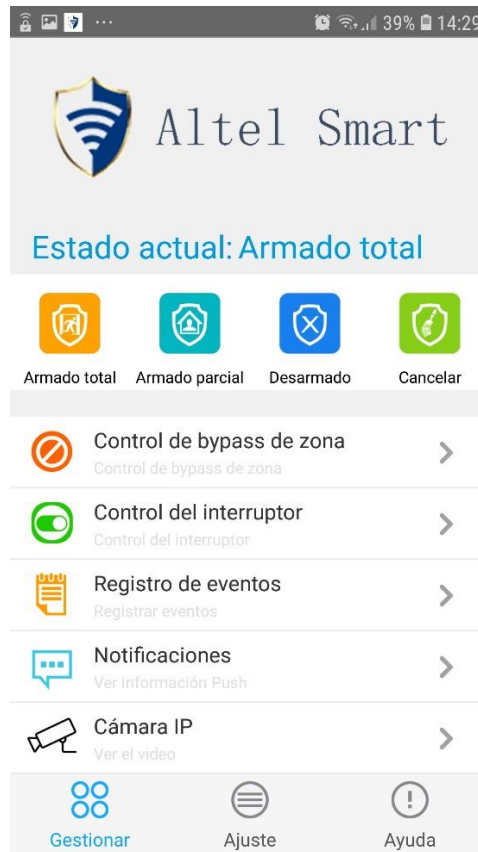 39% 14:29
Altel Smart
Estado actual: Armado total
Armado total Armado parcial Desarmado Cancelar
Control de bypass de zona
Control de bypass de zona
Control del interruptor
Control del interruptor
Registro de eventos
Registrar eventos
Notificaciones
Ver información Push
Cámara IP
Ver el video
Gestionar Ajuste Ayuda